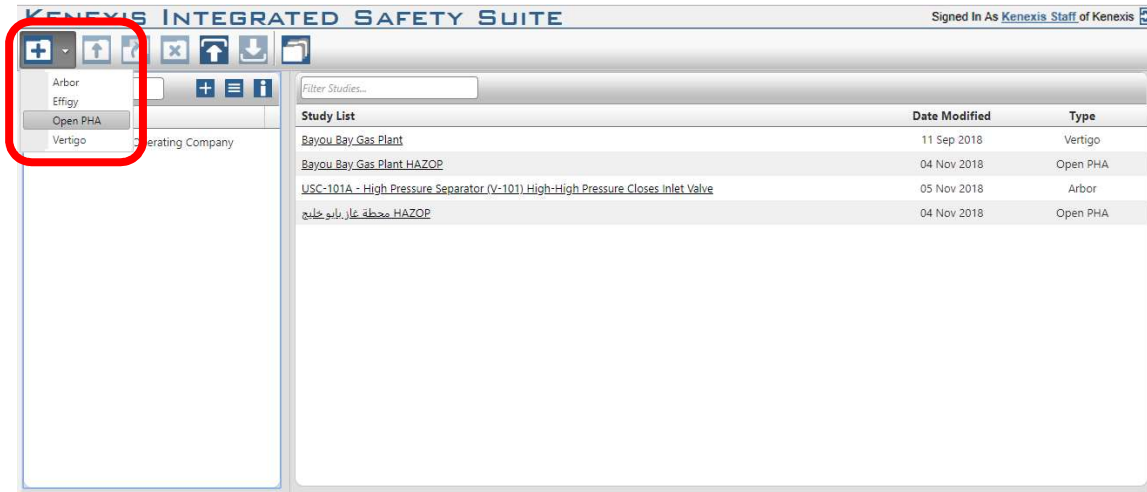 KENEXIS INTEGRATED SAFETY SUITE
Signed In As Kenexis Staff of Kenexis
Arbor
Effigy
Open PHA
Vertigo
Operating Company
Filter Studies...
Study List Date Modified Type
Bayou Bay Gas Plant 11 Sep 2018 Vertigo
Bayou Bay Gas Plant HAZOP 04 Nov 2018 Open PHA
USC-101A - High Pressure Separator (V-101) High-High Pressure Closes Inlet Valve 05 Nov 2018 Arbor
محطة غاز بايو خليج HAZOP 04 Nov 2018 Open PHA